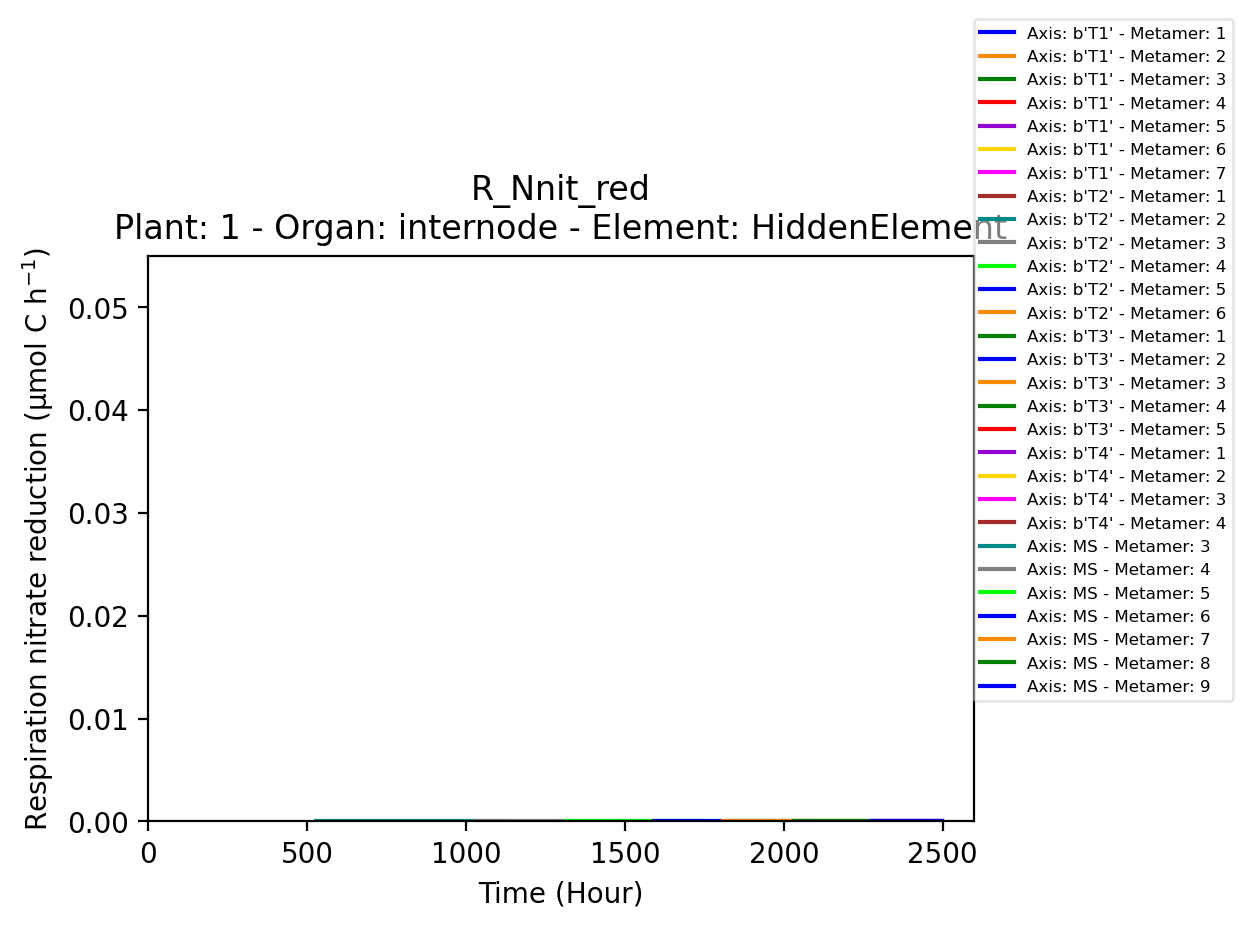 R_Nnit_red
Plant: 1 - Organ: internode - Element: HiddenElement
Respiration nitrate reduction (µmol C h⁻¹)
0.05
0.04
0.03
0.02
0.01
0.00
0 500 1000 1500 2000 2500
Time (Hour)
Axis: b'T1' - Metamer: 1
Axis: b'T1' - Metamer: 2
Axis: b'T1' - Metamer: 3
Axis: b'T1' - Metamer: 4
Axis: b'T1' - Metamer: 5
Axis: b'T1' - Metamer: 6
Axis: b'T1' - Metamer: 7
Axis: b'T2' - Metamer: 1
Axis: b'T2' - Metamer: 2
Axis: b'T2' - Metamer: 3
Axis: b'T2' - Metamer: 4
Axis: b'T2' - Metamer: 5
Axis: b'T2' - Metamer: 6
Axis: b'T3' - Metamer: 1
Axis: b'T3' - Metamer: 2
Axis: b'T3' - Metamer: 3
Axis: b'T3' - Metamer: 4
Axis: b'T3' - Metamer: 5
Axis: b'T4' - Metamer: 1
Axis: b'T4' - Metamer: 2
Axis: b'T4' - Metamer: 3
Axis: b'T4' - Metamer: 4
Axis: MS - Metamer: 3
Axis: MS - Metamer: 4
Axis: MS - Metamer: 5
Axis: MS - Metamer: 6
Axis: MS - Metamer: 7
Axis: MS - Metamer: 8
Axis: MS - Metamer: 9